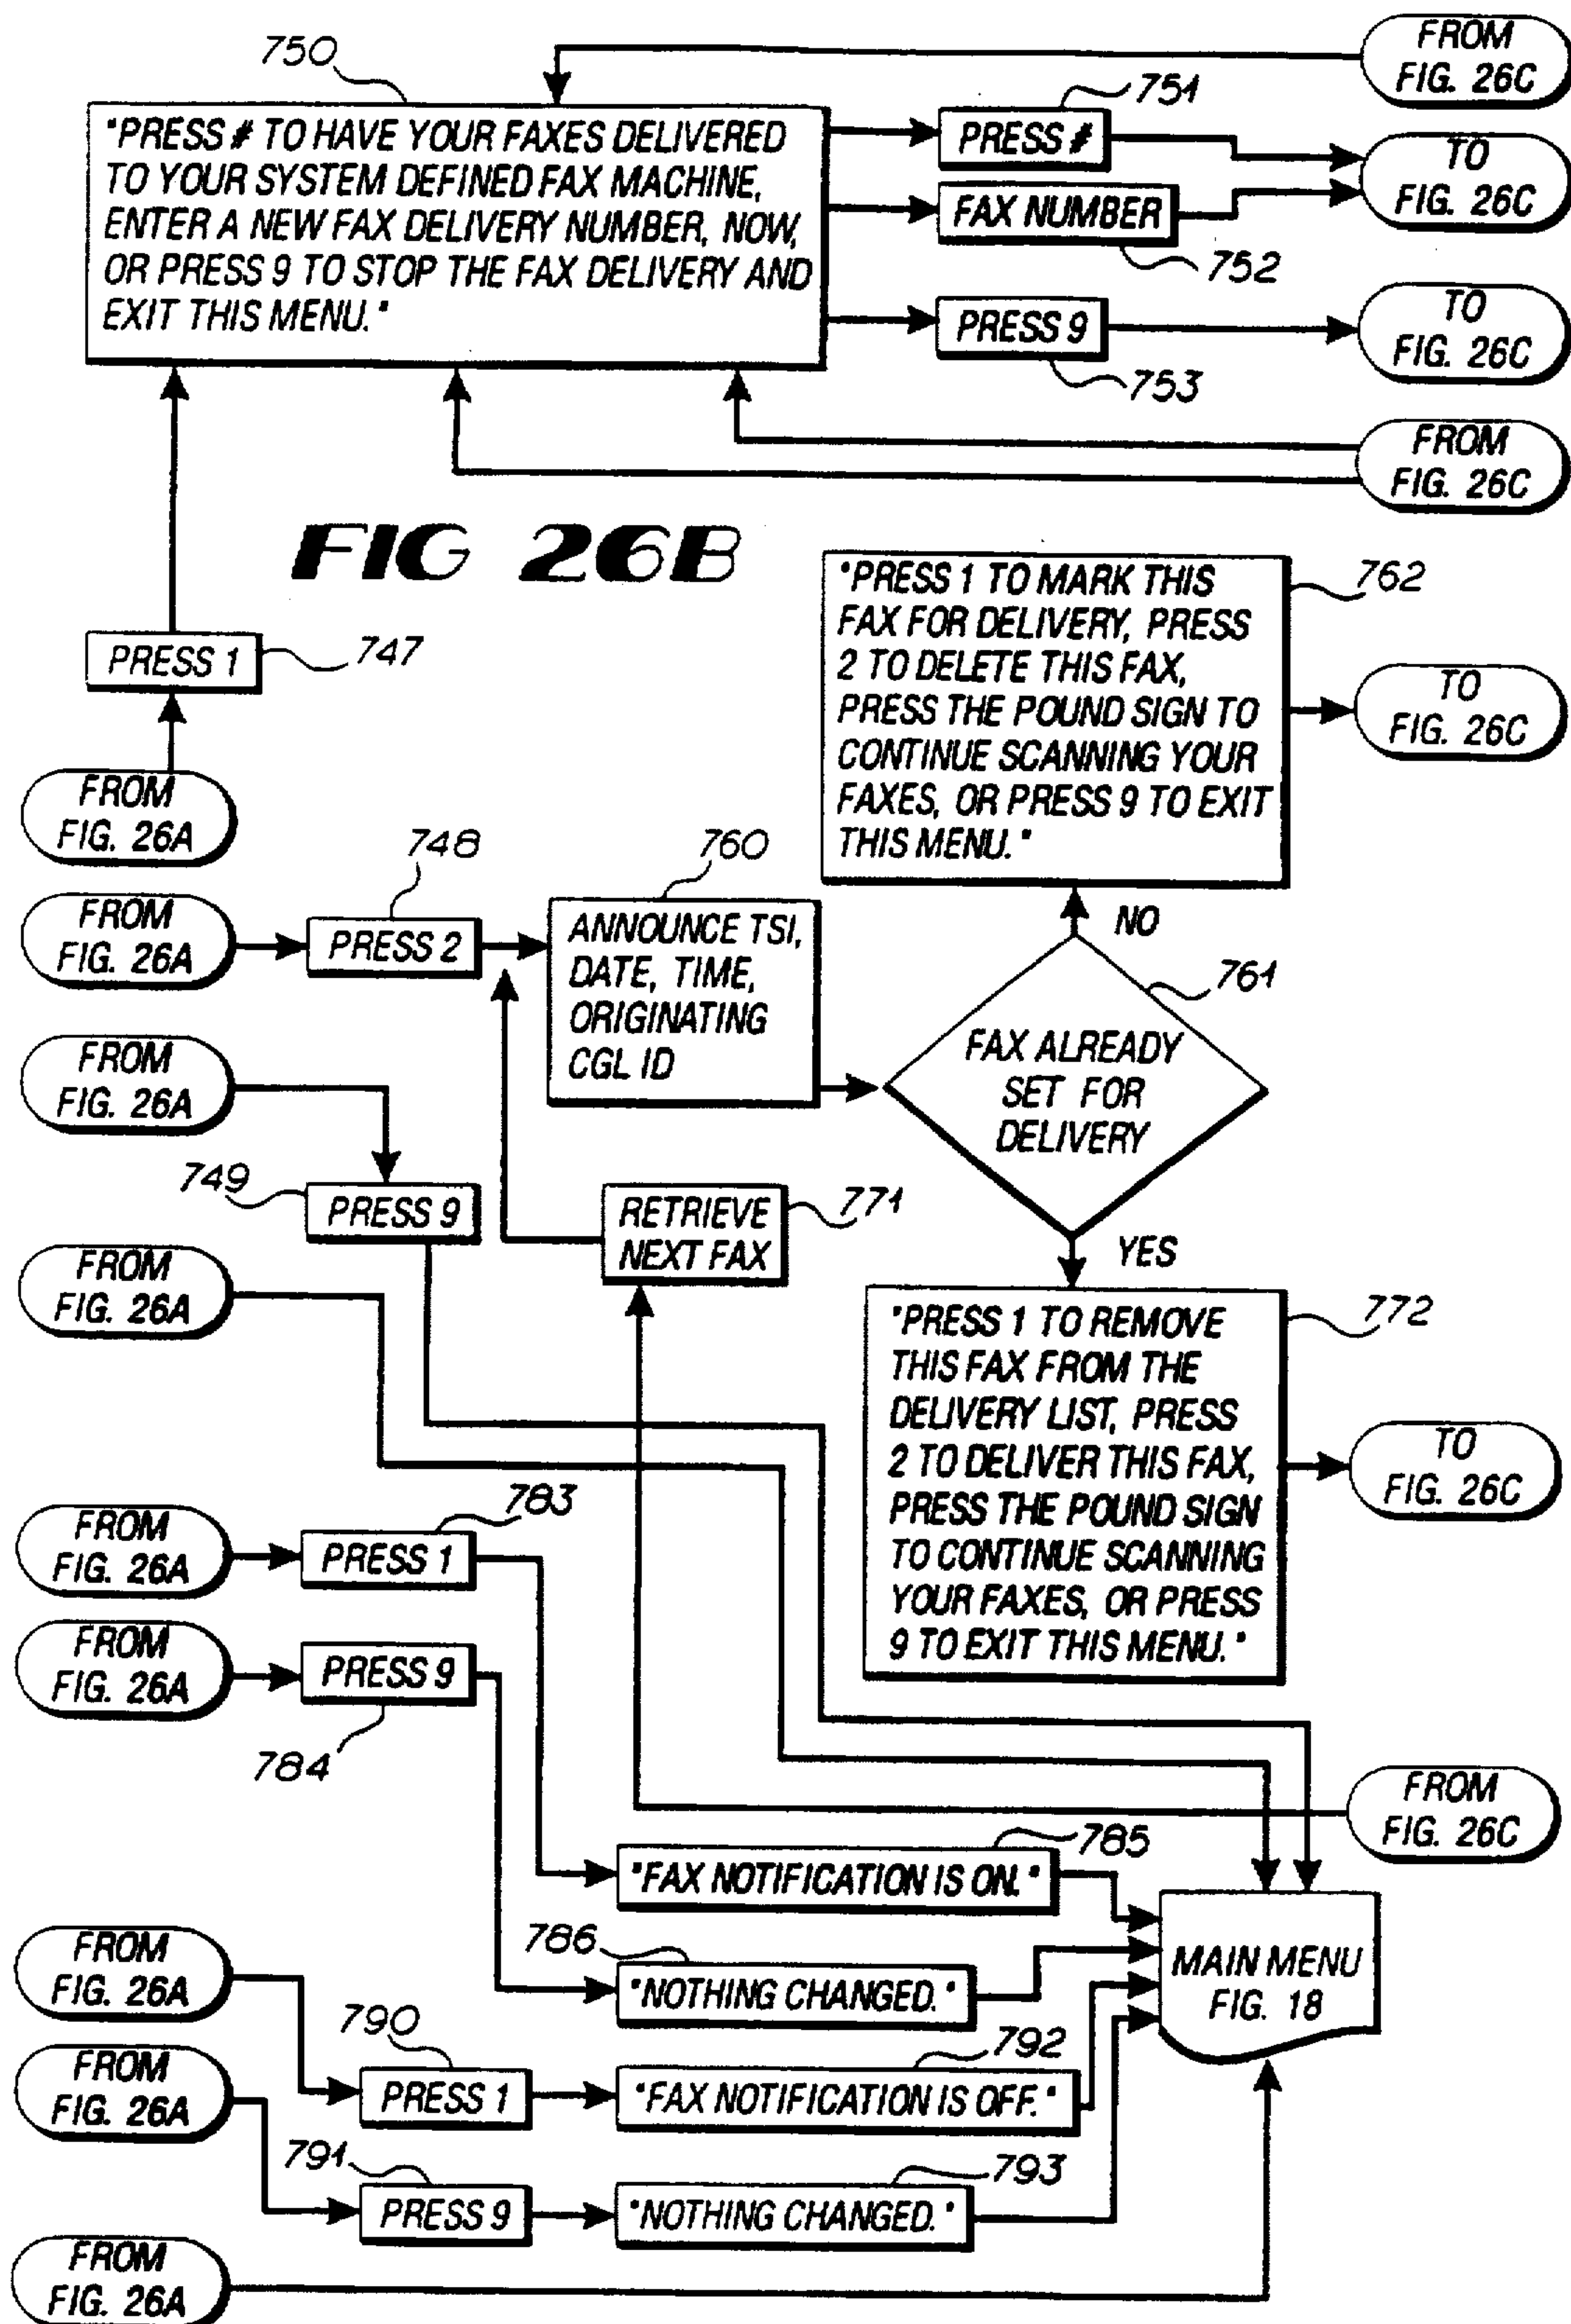 750
FROM
FIG. 26C
"PRESS # TO HAVE YOUR FAXES DELIVERED
TO YOUR SYSTEM DEFINED FAX MACHINE,
ENTER A NEW FAX DELIVERY NUMBER, NOW,
OR PRESS 9 TO STOP THE FAX DELIVERY AND
EXIT THIS MENU."
751
PRESS #
TO
FIG. 26C
FAX NUMBER
752
PRESS 9
TO
FIG. 26C
753
FROM
FIG. 26C
FIG 26B
PRESS 1
747
FROM
FIG. 26A
"PRESS 1 TO MARK THIS
FAX FOR DELIVERY, PRESS
2 TO DELETE THIS FAX,
PRESS THE POUND SIGN TO
CONTINUE SCANNING YOUR
FAXES, OR PRESS 9 TO EXIT
THIS MENU."
762
TO
FIG. 26C
FROM
FIG. 26A
748
PRESS 2
760
ANNOUNCE TSI,
DATE, TIME,
ORIGINATING
CGL ID
NO
761
FAX ALREADY
SET FOR
DELIVERY
YES
FROM
FIG. 26A
749
PRESS 9
RETRIEVE
NEXT FAX
771
FROM
FIG. 26A
"PRESS 1 TO REMOVE
THIS FAX FROM THE
DELIVERY LIST, PRESS
2 TO DELIVER THIS FAX,
PRESS THE POUND SIGN
TO CONTINUE SCANNING
YOUR FAXES, OR PRESS
9 TO EXIT THIS MENU."
772
TO
FIG. 26C
FROM
FIG. 26A
783
PRESS 1
FROM
FIG. 26A
PRESS 9
784
FROM
FIG. 26C
785
"FAX NOTIFICATION IS ON."
786
"NOTHING CHANGED."
MAIN MENU
FIG. 18
FROM
FIG. 26A
790
PRESS 1
792
"FAX NOTIFICATION IS OFF."
FROM
FIG. 26A
791
PRESS 9
793
"NOTHING CHANGED."
FROM
FIG. 26A